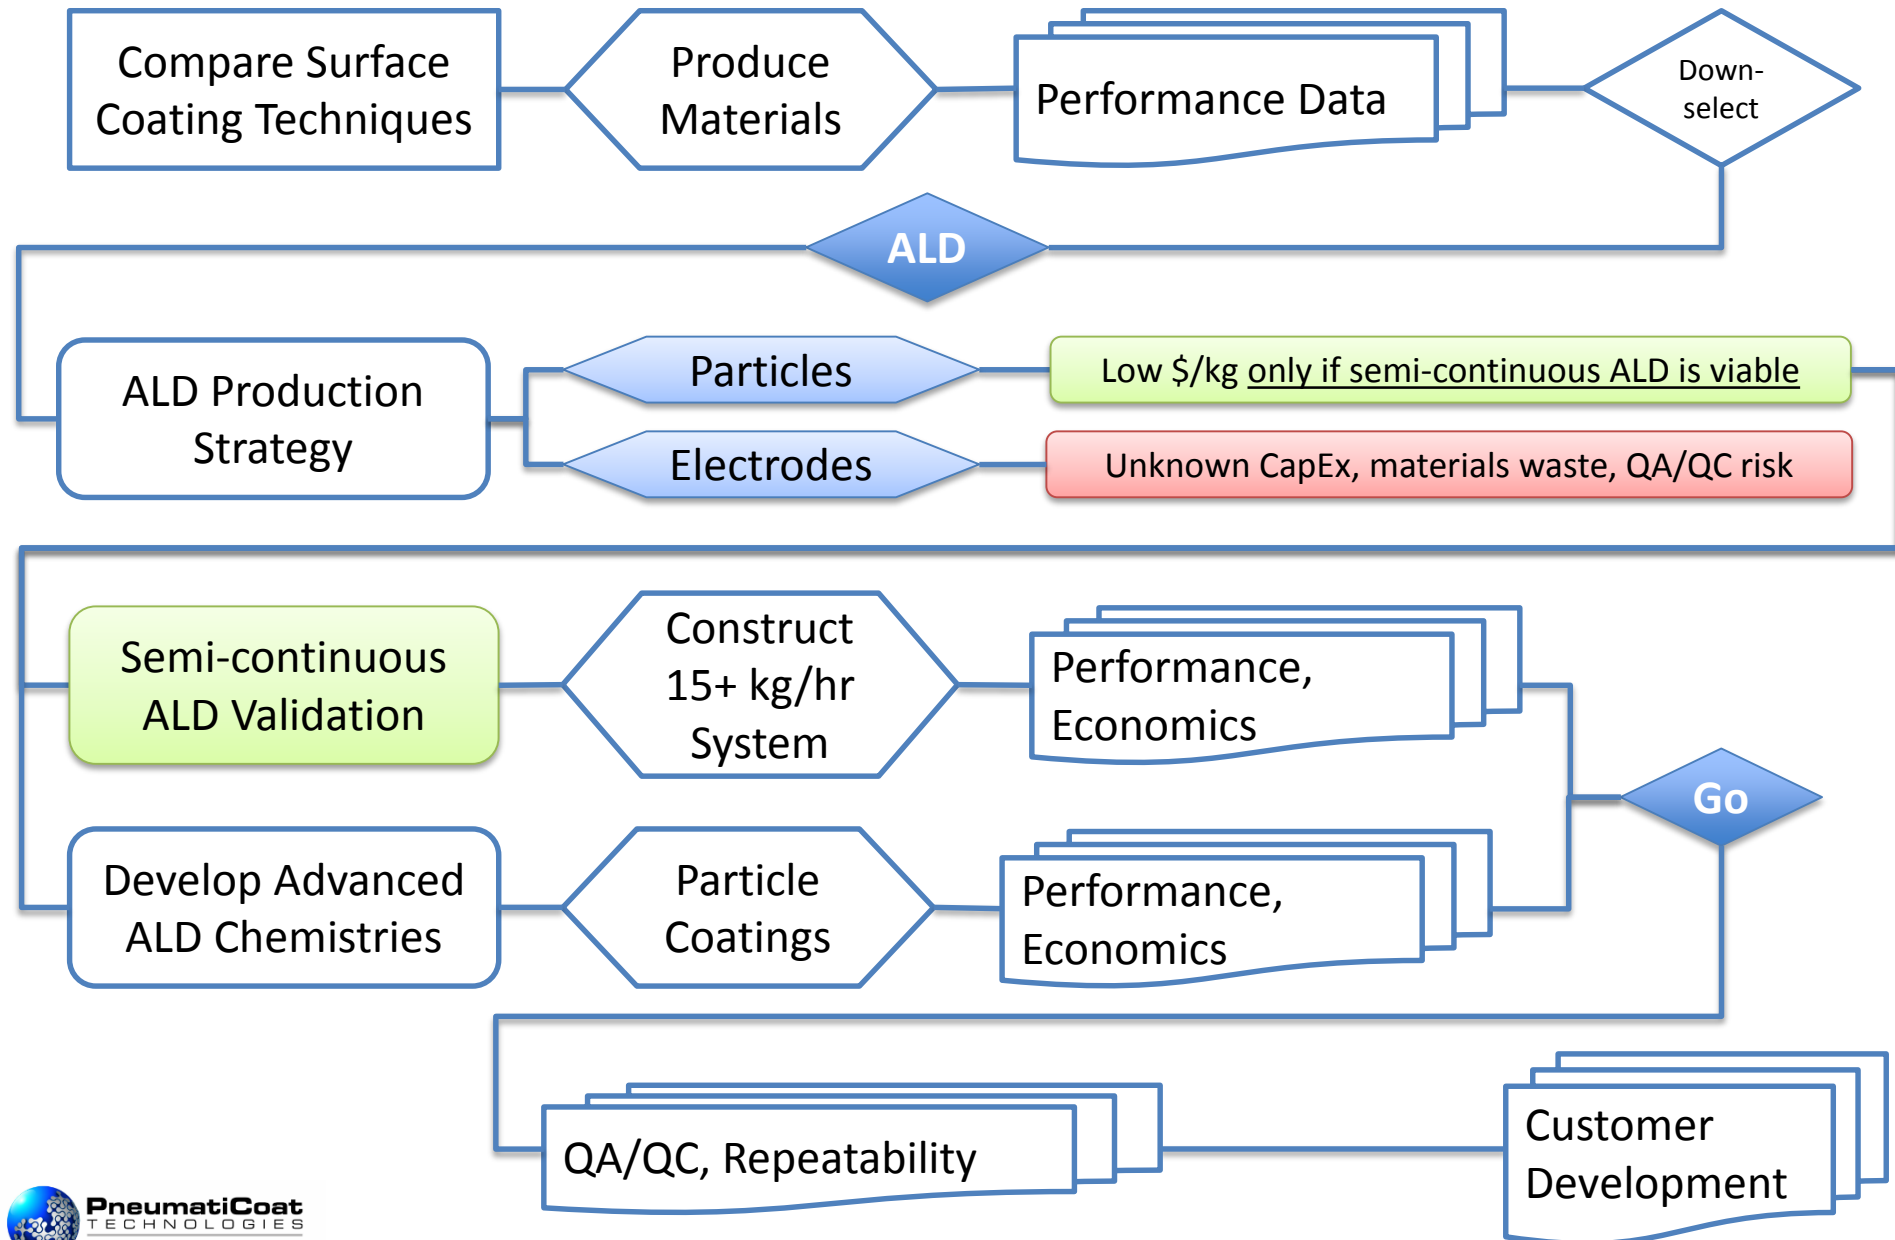 Compare Surface
Coating Techniques
Produce
Materials
Performance Data
Down-
select
ALD
ALD Production
Strategy
Particles
Low $/kg only if semi-continuous ALD is viable
Electrodes
Unknown CapEx, materials waste, QA/QC risk
Semi-continuous
ALD Validation
Construct
15+ kg/hr
System
Performance,
Economics
Go
Develop Advanced
ALD Chemistries
Particle
Coatings
Performance,
Economics
QA/QC, Repeatability
Customer
Development
PneumatiCoat
TECHNOLOGIES